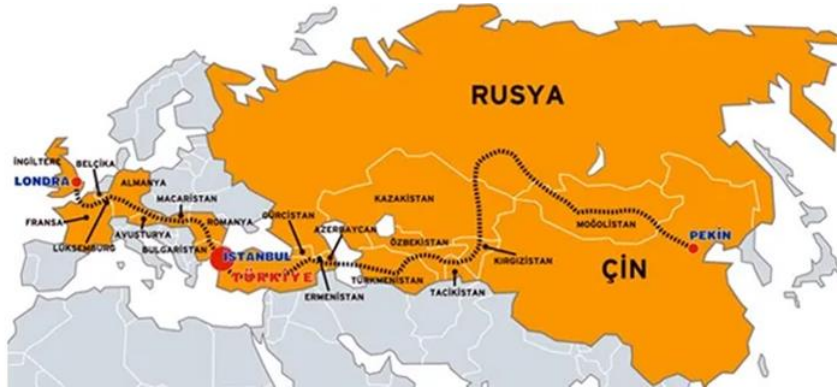 RUSYA
İNGİLTERE
BELÇİKA
LONDRA
ALMANYA
MACARİSTAN
KAZAKİSTAN
FRANSA
ROMANYA
GÜRCİSTAN
MOĞOLİSTAN
AZERBAYCAN
AVUSTURYA
PEKİN
LÜKSEMBURG
BULGARİSTAN
ÖZBEKİSTAN
İSTANBUL
KIRGIZİSTAN
ÇİN
TÜRKİYE
TÜRKMENİSTAN
TACİKİSTAN
ERMENİSTAN